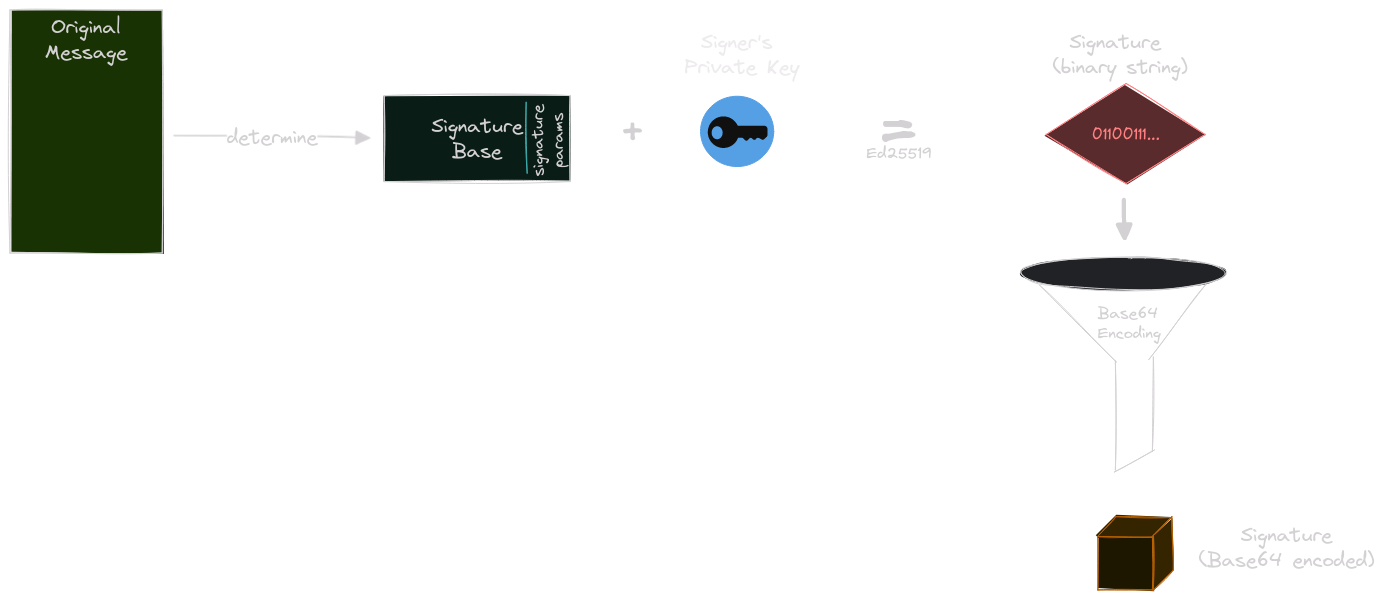 Original
Message
determine
Signature
Base
signature
params
Signer's
Private Key
Ed25519
Signature
(binary string)
01100111...
Base64
Encoding
Signature
(Base64 encoded)